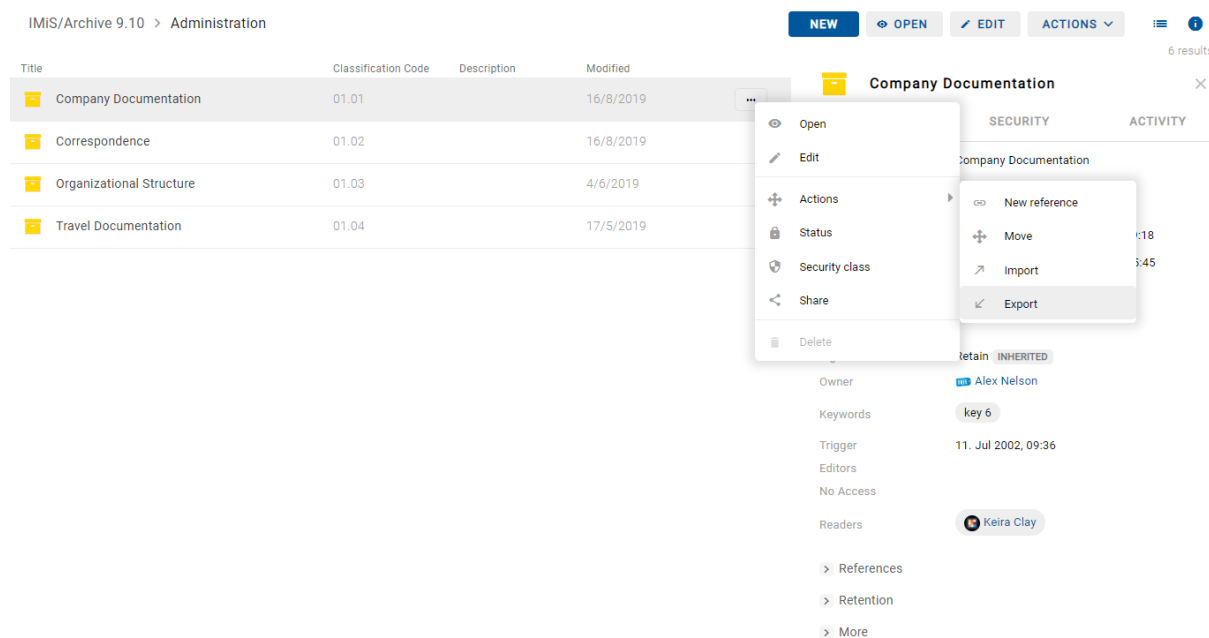 IMiS/Archive 9.10 > Administration
NEW
OPEN
EDIT
ACTIONS
6 results
Title Classification Code Description Modified
Company Documentation 01.01 16/8/2019
Correspondence 01.02 16/8/2019
Organizational Structure 01.03 4/6/2019
Travel Documentation 01.04 17/5/2019
Open
Edit
Actions
Status
Security class
Share
Delete
New reference
Move
Import
Export
Company Documentation
SECURITY ACTIVITY
Company Documentation
:18
5:45
Retain INHERITED
Owner Alex Nelson
Keywords key 6
Trigger 11. Jul 2002, 09:36
Editors
No Access
Readers Keira Clay
References
Retention
More